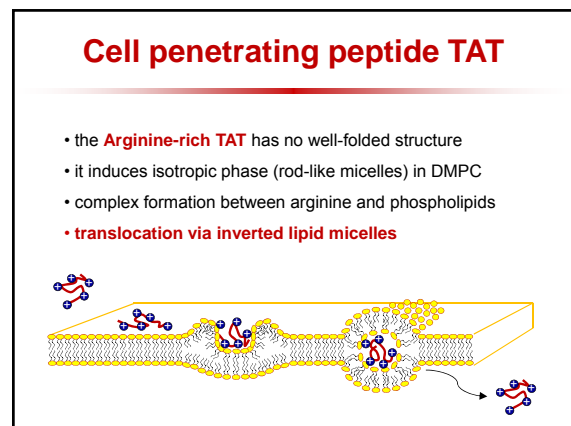 Cell penetrating peptide TAT
• the Arginine-rich TAT has no well-folded structure
• it induces isotropic phase (rod-like micelles) in DMPC
• complex formation between arginine and phospholipids
• translocation via inverted lipid micelles